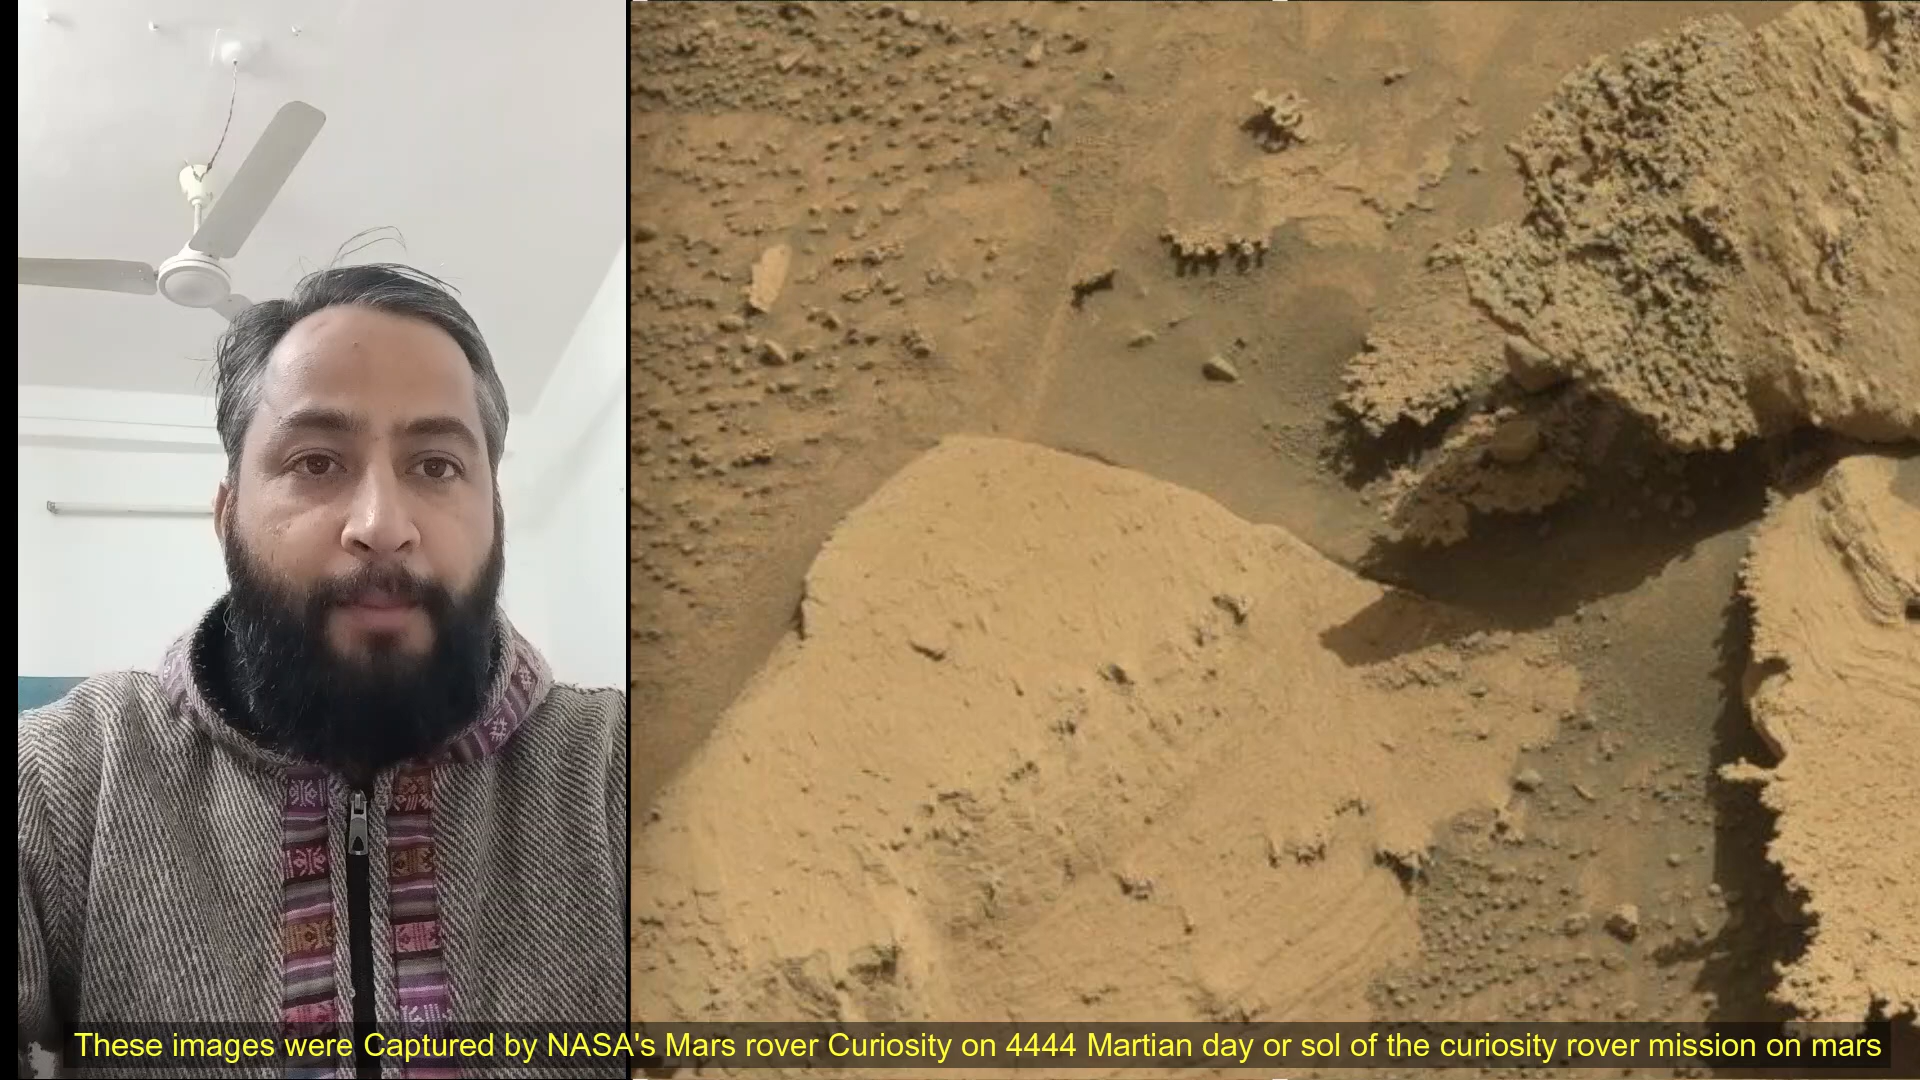 These images were Captured by NASA's Mars rover Curiosity on 4444 Martian day or sol of the curiosity rover mission on mars